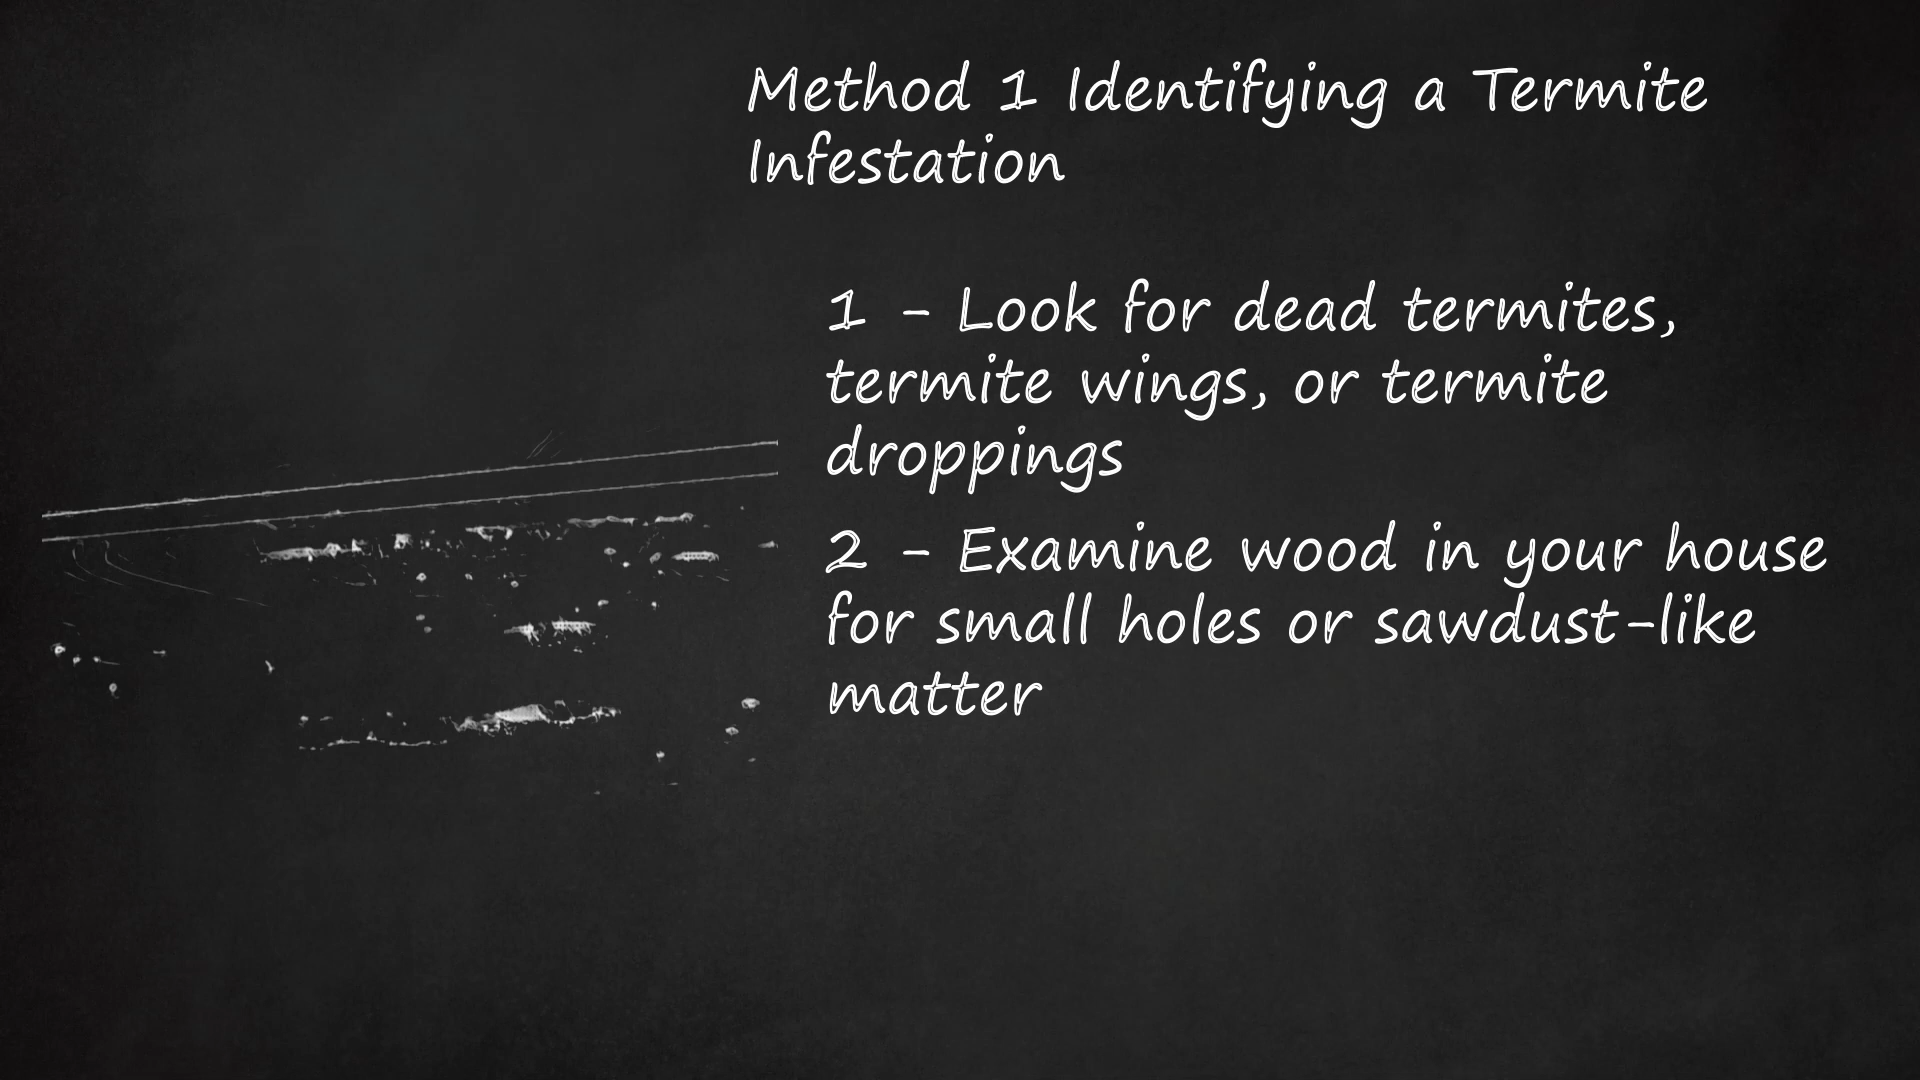 Method 1 Identifying a Termite
Infestation
1 - Look for dead termites,
termite wings, or termite
droppings
2 - Examine wood in your house
for small holes or sawdust-like
matter